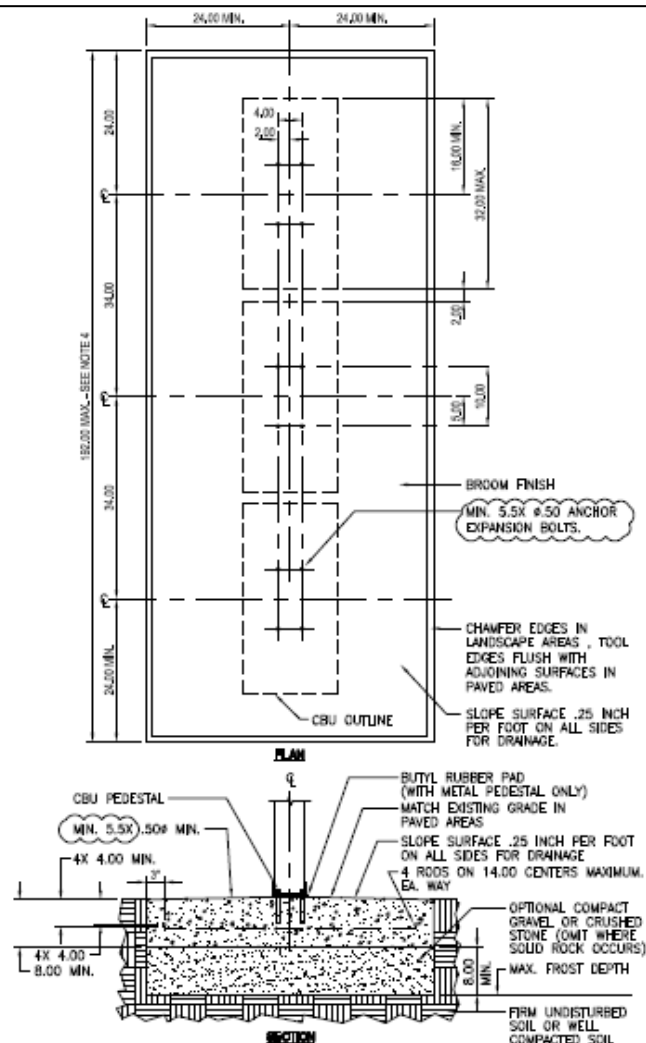 24.00 MIN.
24.00 MIN.
4.00
2.00
24.00
16.00 MIN.
32.00 MAX.
34.00
2.00
192.00 MAX.-SEE NOTE 4
5.00
10.00
BROOM FINISH
MIN. 5.5X ø.50 ANCHOR
EXPANSION BOLTS.
34.00
24.00 MIN.
CHAMFER EDGES IN
LANDSCAPE AREAS , TOOL
EDGES FLUSH WITH
ADJOINING SURFACES IN
PAVED AREAS.
CBU OUTLINE
SLOPE SURFACE .25 INCH
PER FOOT ON ALL SIDES
FOR DRAINAGE.
PLAN
CBU PEDESTAL
BUTYL RUBBER PAD
(WITH METAL PEDESTAL ONLY)
MATCH EXISTING GRADE IN
PAVED AREAS
MIN. 5.5X .50ø MIN.
4X 4.00 MIN.
SLOPE SURFACE .25 INCH PER FOOT
ON ALL SIDES FOR DRAINAGE
4 RODS ON 14.00 CENTERS MAXIMUM.
EA. WAY
3"
OPTIONAL COMPACT
GRAVEL OR CRUSHED
STONE (OMIT WHERE
SOLID ROCK OCCURS)
4X 4.00
8.00 MIN.
8.00
MIN.
MAX. FROST DEPTH
FIRM UNDISTURBED
SOIL OR WELL
COMPACTED SOIL
SECTION